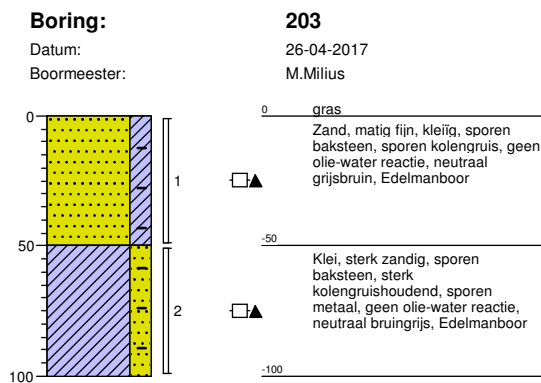 Boring: 203
Datum: 26-04-2017
Boormeester: M.Milius
0
0 gras
Zand, matig fijn, kleiïg, sporen
baksteen, sporen kolengruis, geen
olie-water reactie, neutraal
grijsbruin, Edelmanboor
1
50
-50
Klei, sterk zandig, sporen
baksteen, sterk
kolengruishoudend, sporen
metaal, geen olie-water reactie,
neutraal bruingrijs, Edelmanboor
2
100
-100